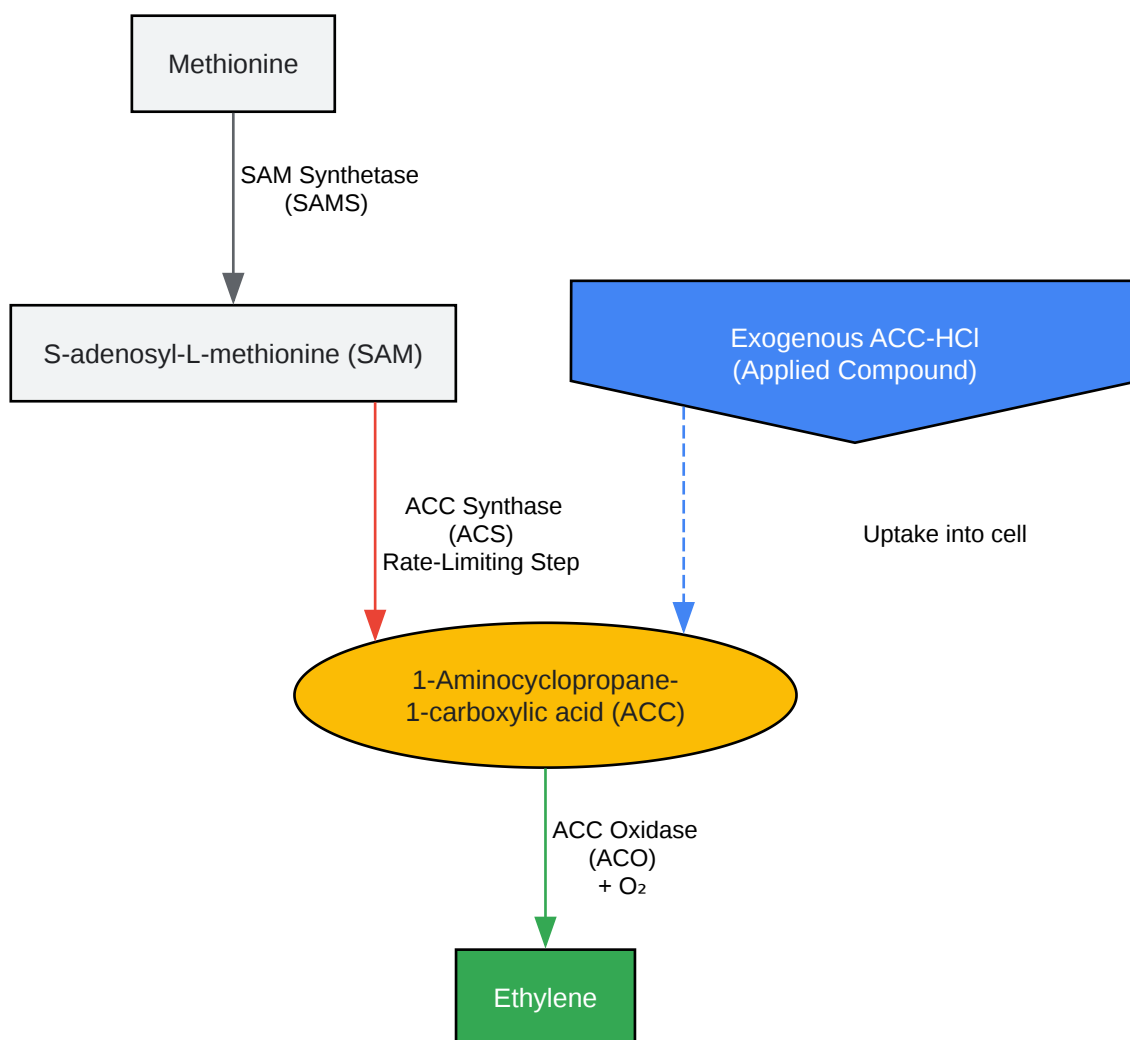 Methionine
SAM Synthetase
(SAMS)
S-adenosyl-L-methionine (SAM)
Exogenous ACC-HCl
(Applied Compound)
ACC Synthase
(ACS)
Rate-Limiting Step
Uptake into cell
1-Aminocyclopropane-
1-carboxylic acid (ACC)
ACC Oxidase
(ACO)
+ O₂
Ethylene